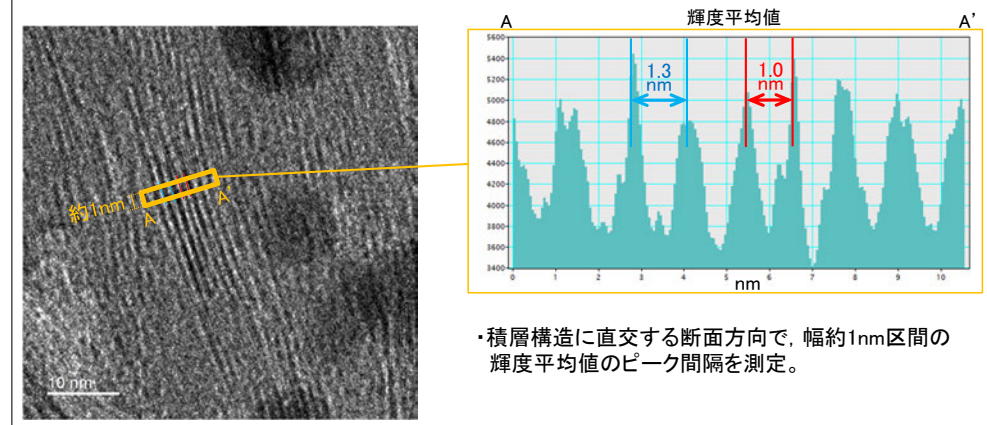 約1nm
A
A'
10 nm
輝度平均値
A
A'
5600
5400
5200
5000
4800
4600
4400
4200
4000
3800
3600
3400
1.3
nm
1.0
nm
0
1
2
3
4
5
6
7
8
9
10
nm
・積層構造に直交する断面方向で, 幅約1nm区間の
輝度平均値のピーク間隔を測定。